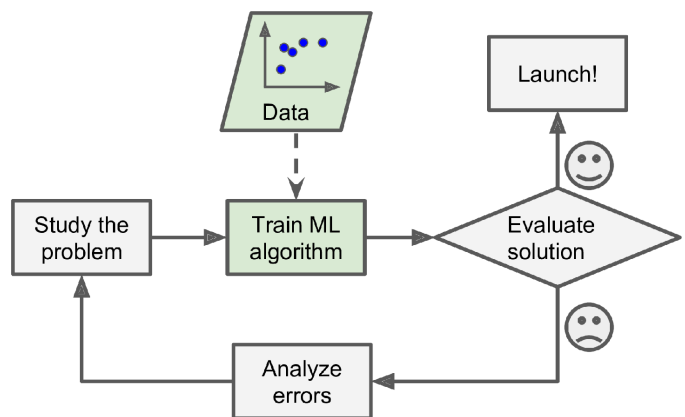 Data
Launch!
Study the
problem
Train ML
algorithm
Evaluate
solution
Analyze
errors